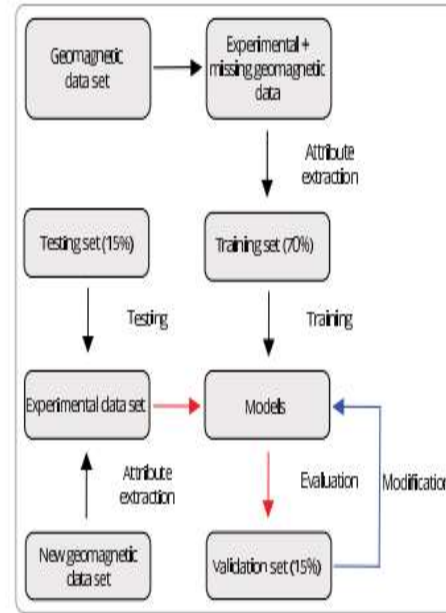 Geomagnetic
data set
Experimental +
missing geomagnetic
data
Attribute
extraction
Testing set (15%)
Training set (70%)
Testing
Training
Experimental data set
Modells
Attribute
extraction
Evaluation
Modification
New geomagnetic
data set
Validation set (15%)